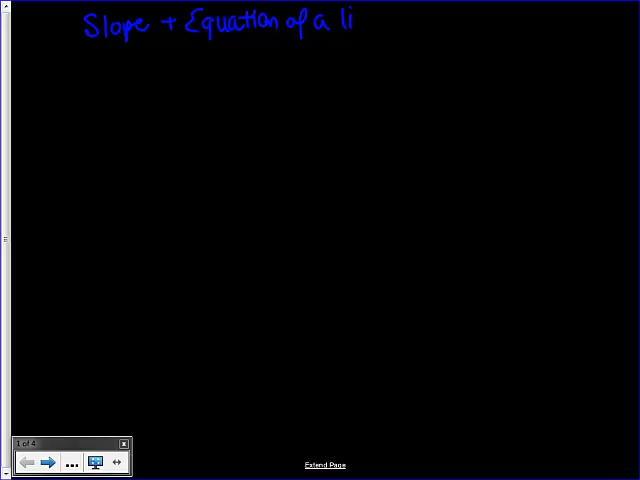 Slope + Equation of a li
1 of 4
Extend Page